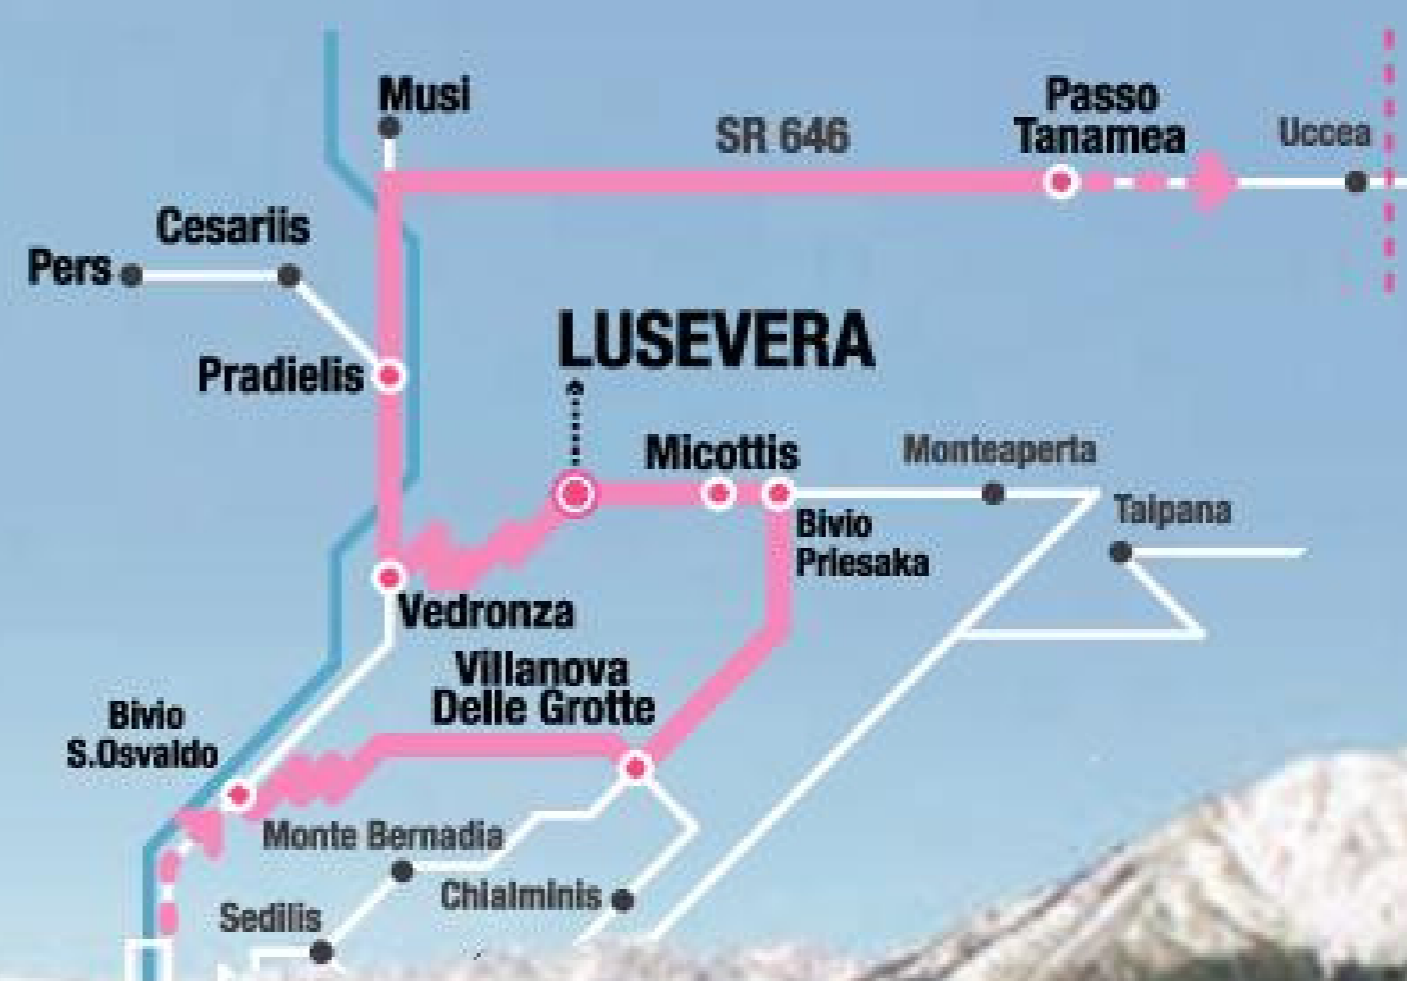 Musi
SR 646
Passo
Tanamea
Uccea
Cesariis
Pers
LUSEVERA
Pradielis
Micottis
Monteaperta
Taipana
Bivio
Priesaka
Vedronza
Villanova
Delle Grotte
Bivio
S.Osvaldo
Monte Bernadia
Chialminis
Sedilis